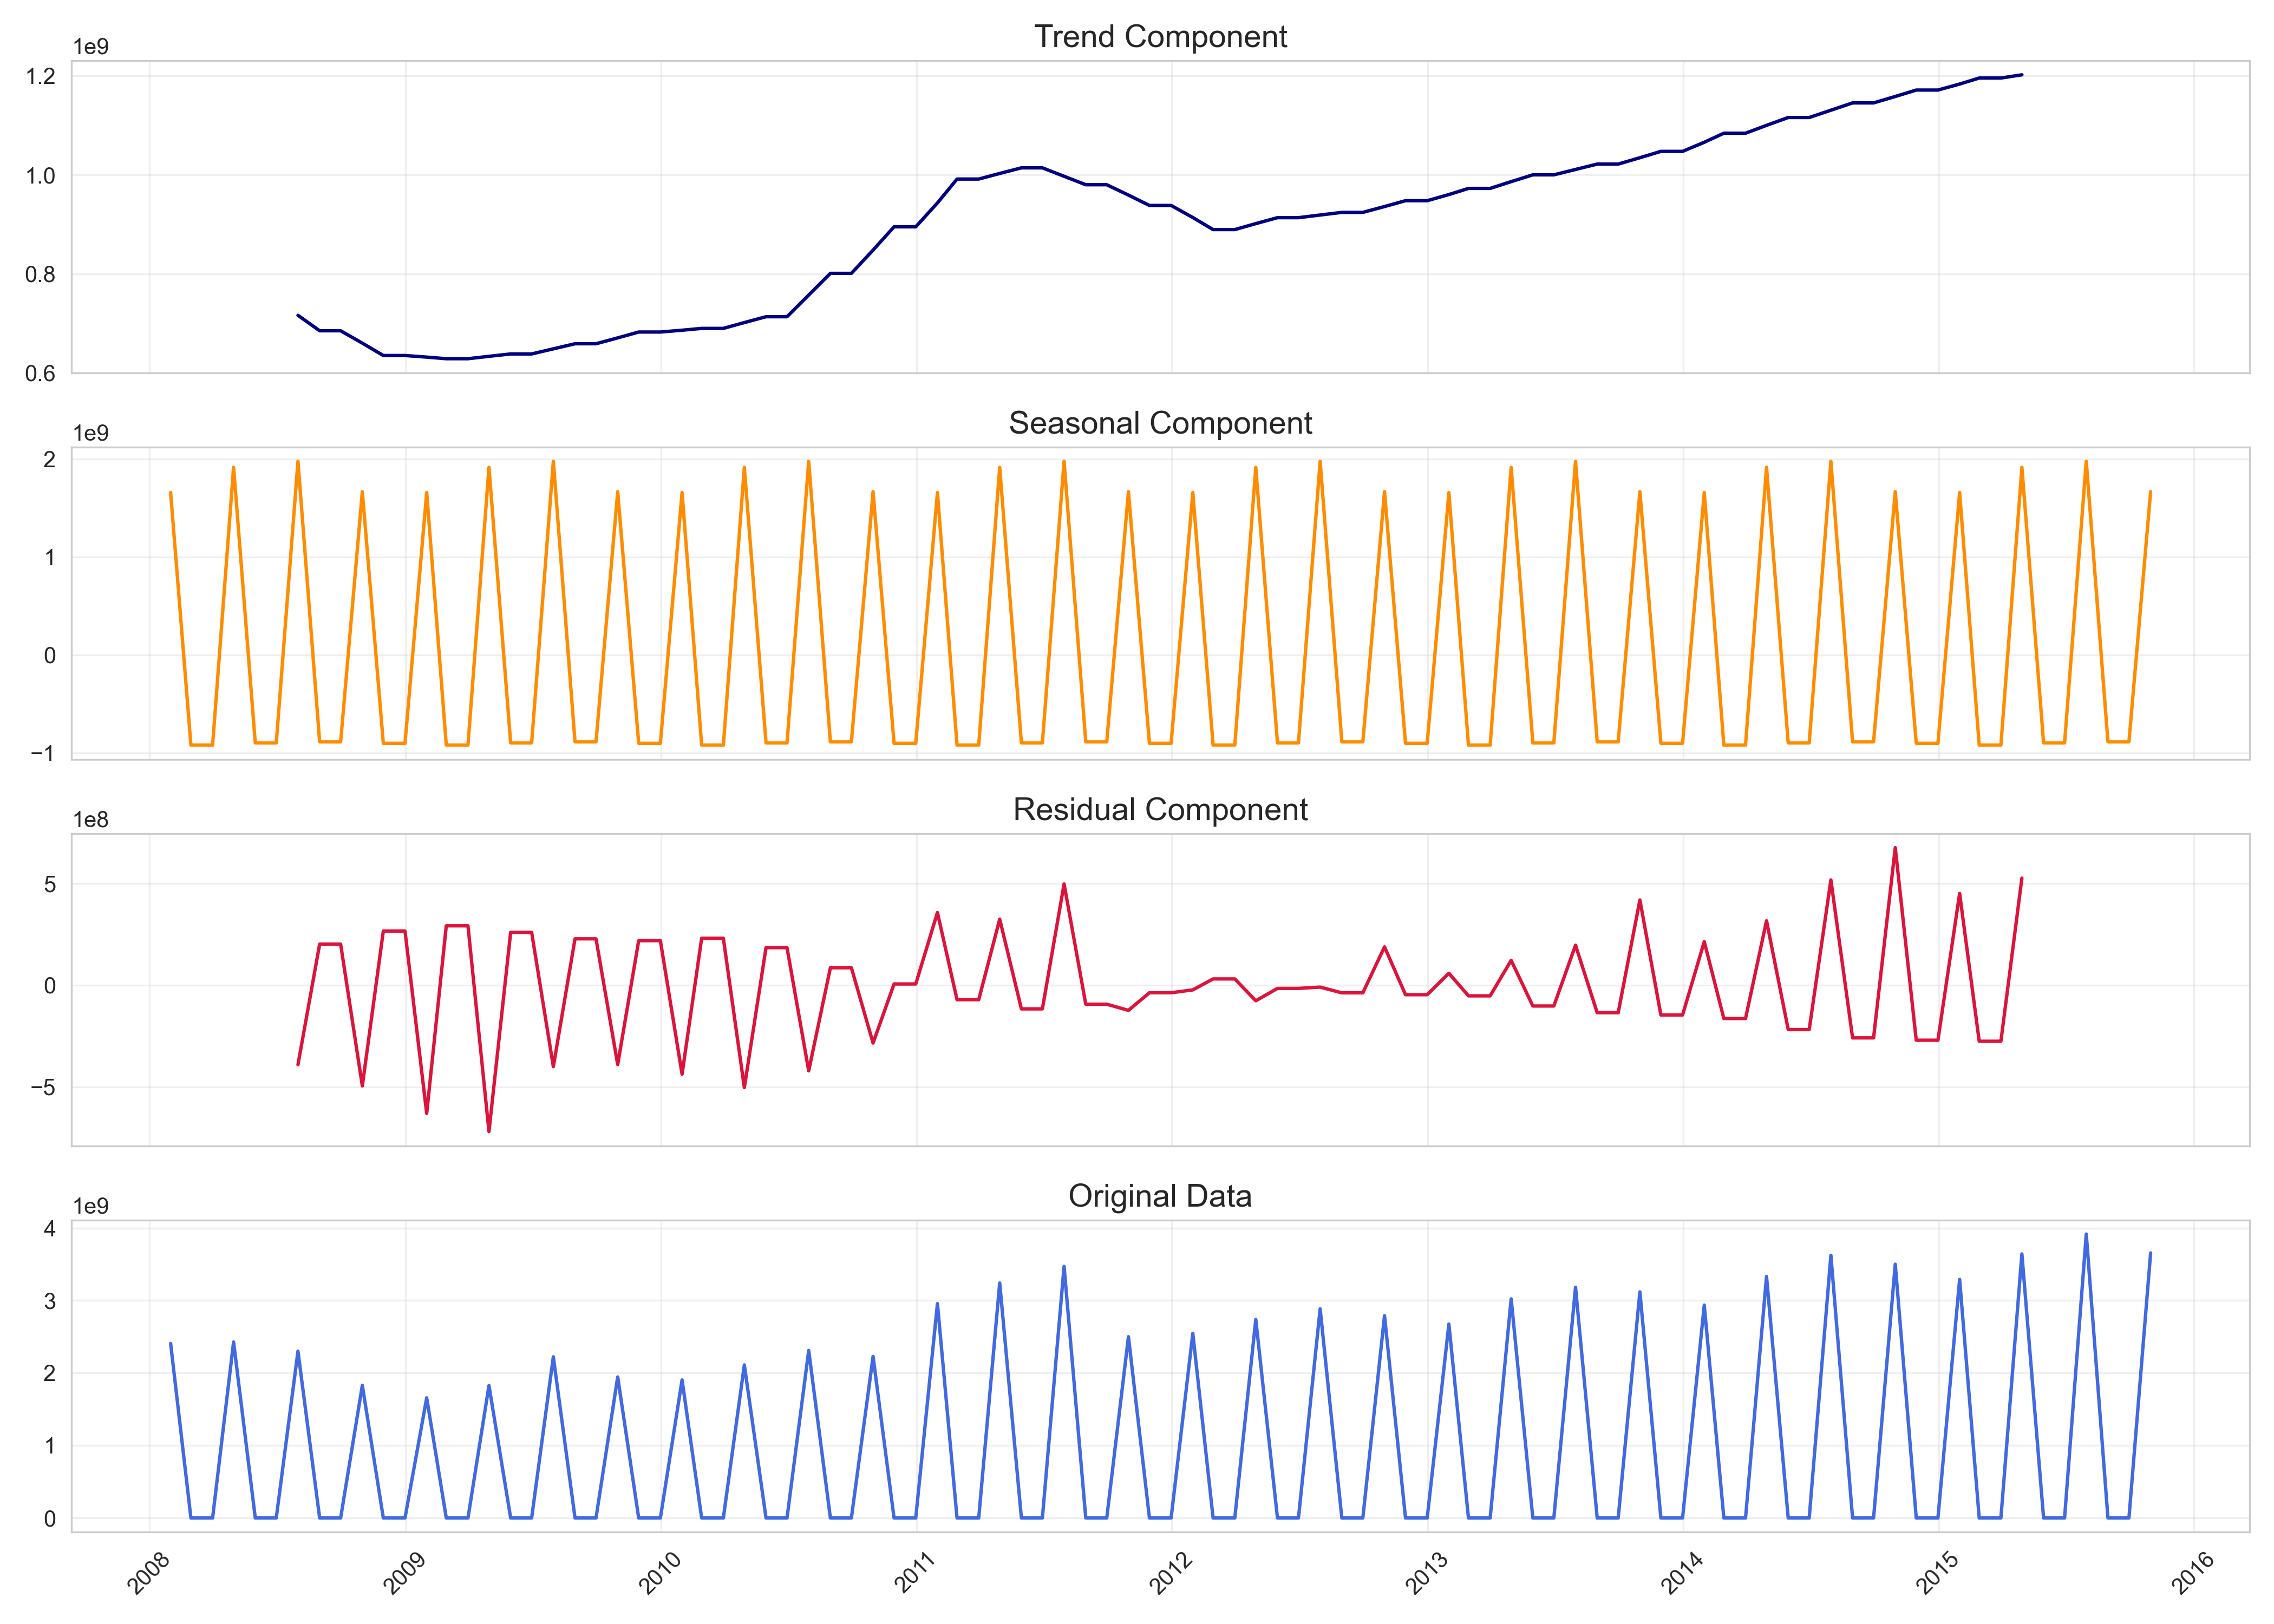 Trend Component
1e9
1.2
1.0
0.8
0.6
Seasonal Component
1e9
2
1
0
−1
Residual Component
1e8
5
0
−5
Original Data
1e9
4
3
2
1
0
2008 2009 2010 2011 2012 2013 2014 2015 2016